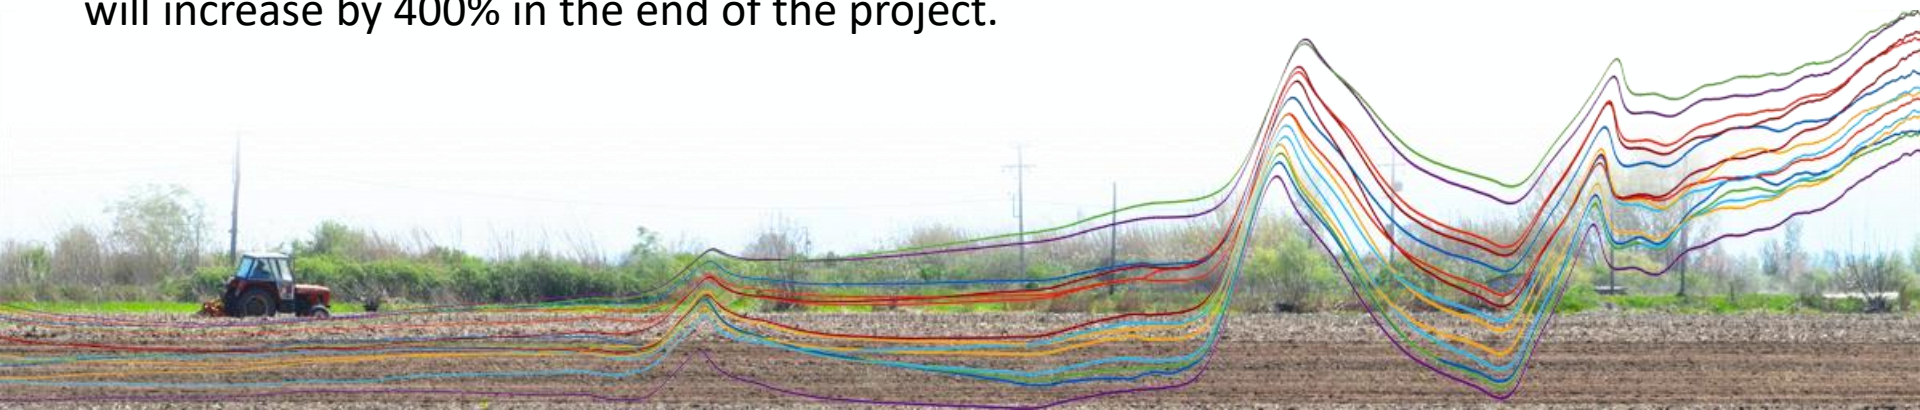 will increase by 400% in the end of the project.